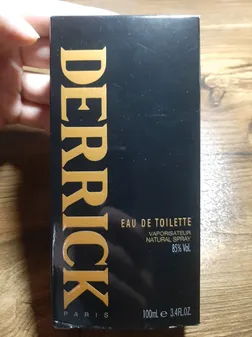 DERRICK
PARIS
EAU DE TOILETTE
VAPORISATEUR
NATURAL SPRAY
85% Vol.
100mL e 3.4FL.OZ.